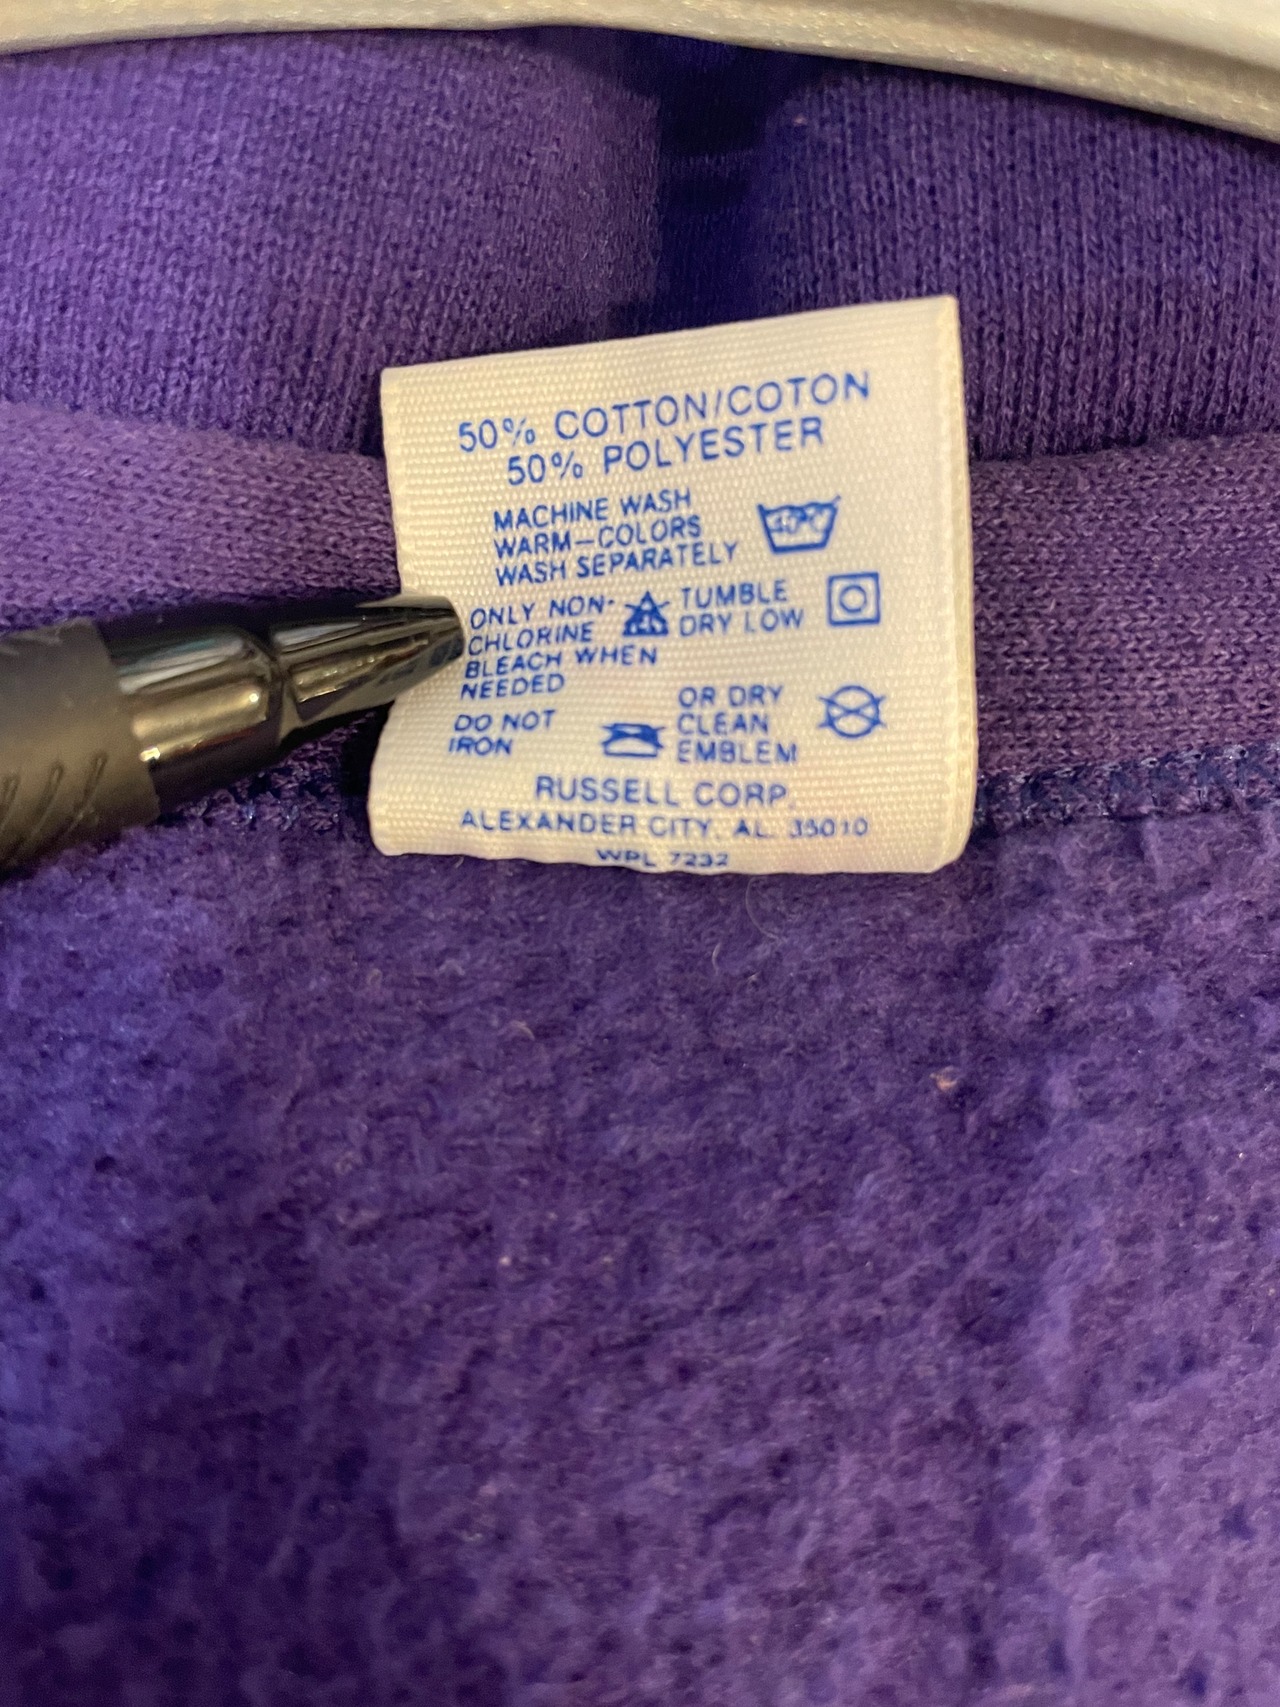 50% COTTON/COTON
50% POLYESTER
MACHINE WASH
WARM—COLORS
WASH SEPARATELY
ONLY NON-
CHLORINE
BLEACH WHEN
NEEDED
TUMBLE
DRY LOW
DO NOT
IRON
OR DRY
CLEAN
EMBLEM
RUSSELL CORP.
ALEXANDER CITY, AL. 35010
WPL 7232